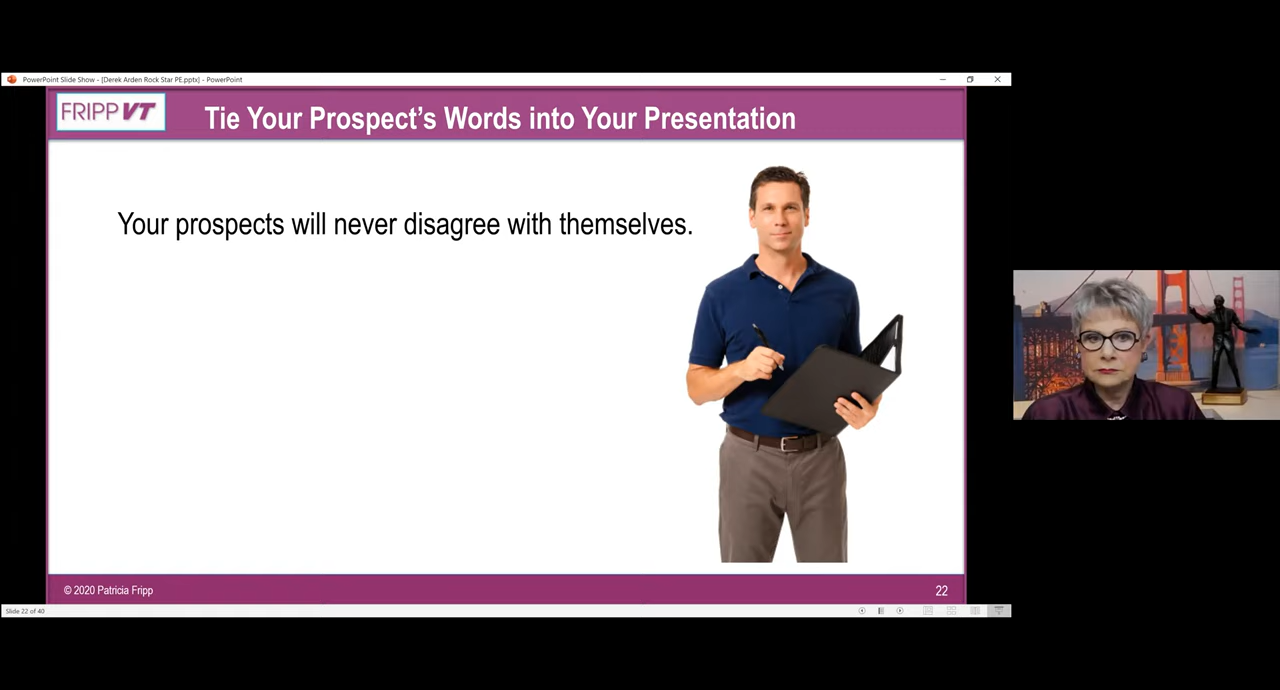 PowerPoint Slide Show - [Derek Arden Rock Star PE.pptx] - PowerPoint
FRIPP VT
Tie Your Prospect's Words into Your Presentation
Your prospects will never disagree with themselves.
© 2020 Patricia Fripp
22
Slide 22 of 40